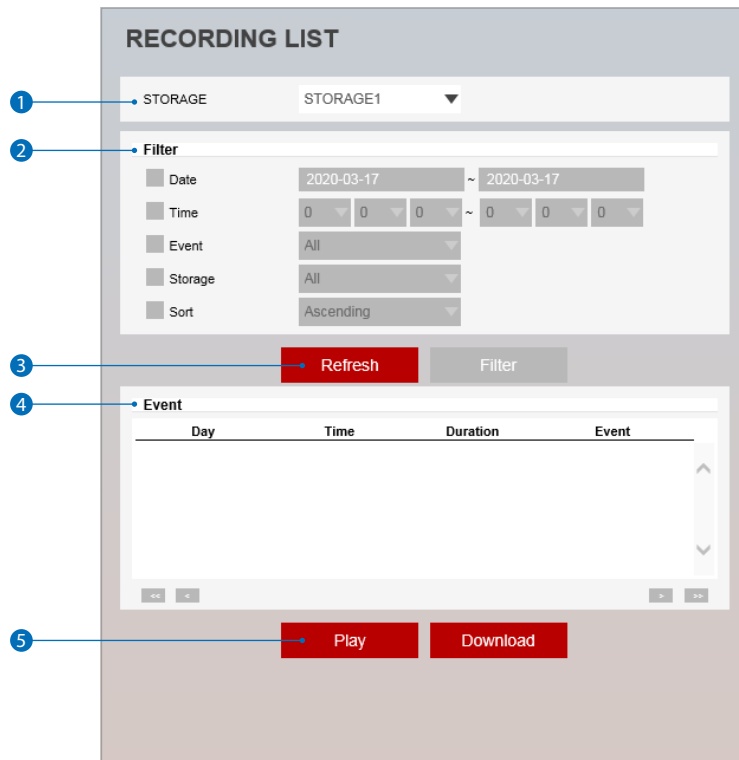 RECORDING LIST
1 STORAGE STORAGE1
2 Filter
Date 2020-03-17 ~ 2020-03-17
Time 0 0 0 ~ 0 0 0
Event All
Storage All
Sort Ascending
3 Refresh Filter
4 Event
Day Time Duration Event
<< < > >>
5 Play Download